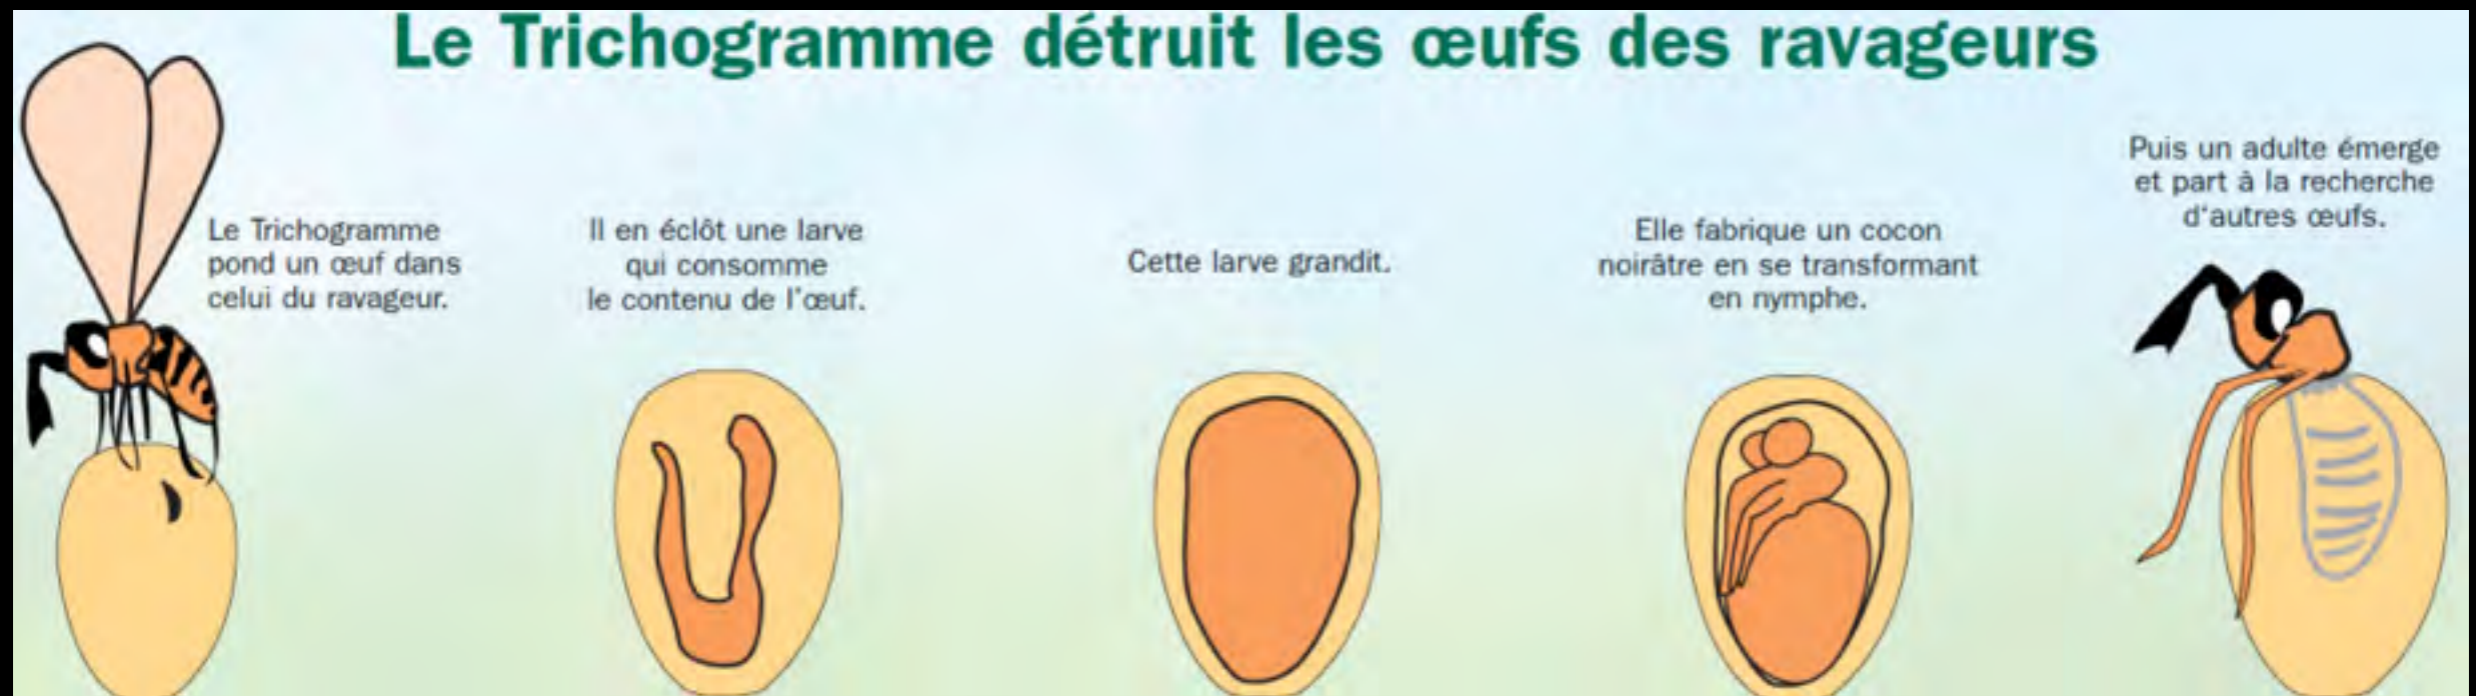 Le Trichogramme détruit les œufs des ravageurs
Le Trichogramme
pond un œuf dans
celui du ravageur.
Il en éclôt une larve
qui consomme
le contenu de l'œuf.
Cette larve grandit.
Elle fabrique un cocon
noirâtre en se transformant
en nymphe.
Puis un adulte émerge
et part à la recherche
d'autres œufs.